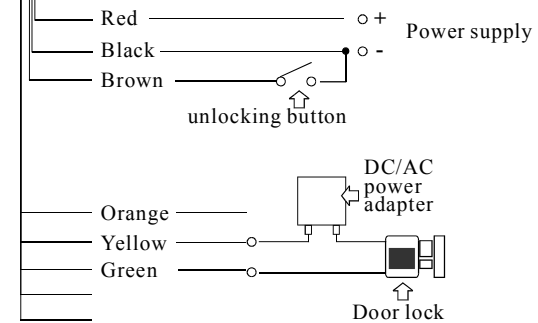 Red
+
Power supply
Black
-
Brown
unlocking button
DC/AC
power
adapter
Orange
Yellow
Green
Door lock